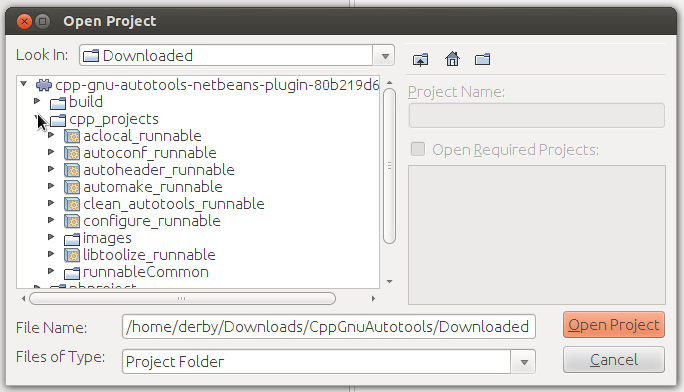 Open Project
Look In: Downloaded
cpp-gnu-autotools-netbeans-plugin-80b219d6
build
cpp_projects
aclocal_runnable
autoconf_runnable
autoheader_runnable
automake_runnable
clean_autotools_runnable
configure_runnable
images
libtoolize_runnable
runnableCommon
nbproject
Project Name:
Open Required Projects:
File Name: /home/derby/Downloads/CppGnuAutotools/Downloaded
Open Project
Files of Type: Project Folder
Cancel